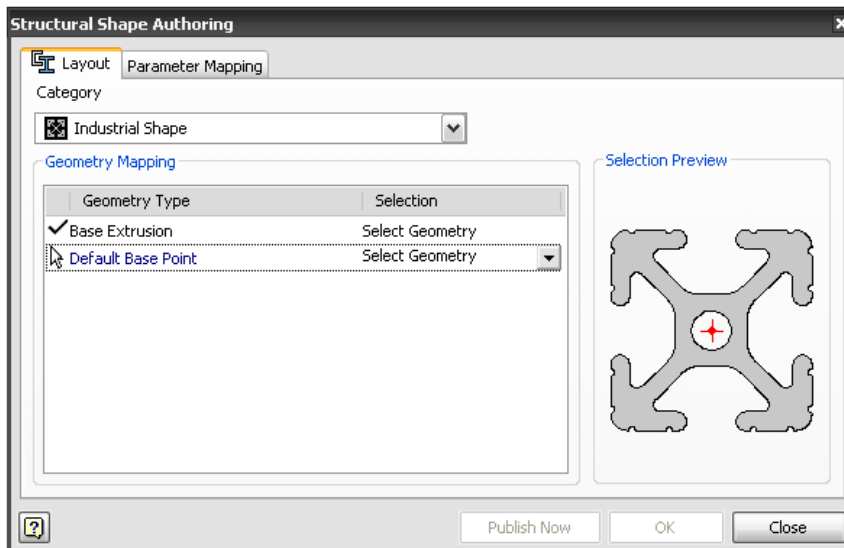 Structural Shape Authoring
Layout
Parameter Mapping
Category
Industrial Shape
Geometry Mapping
Selection Preview
Geometry Type Selection
Base Extrusion Select Geometry
Default Base Point Select Geometry
?
Publish Now
OK
Close